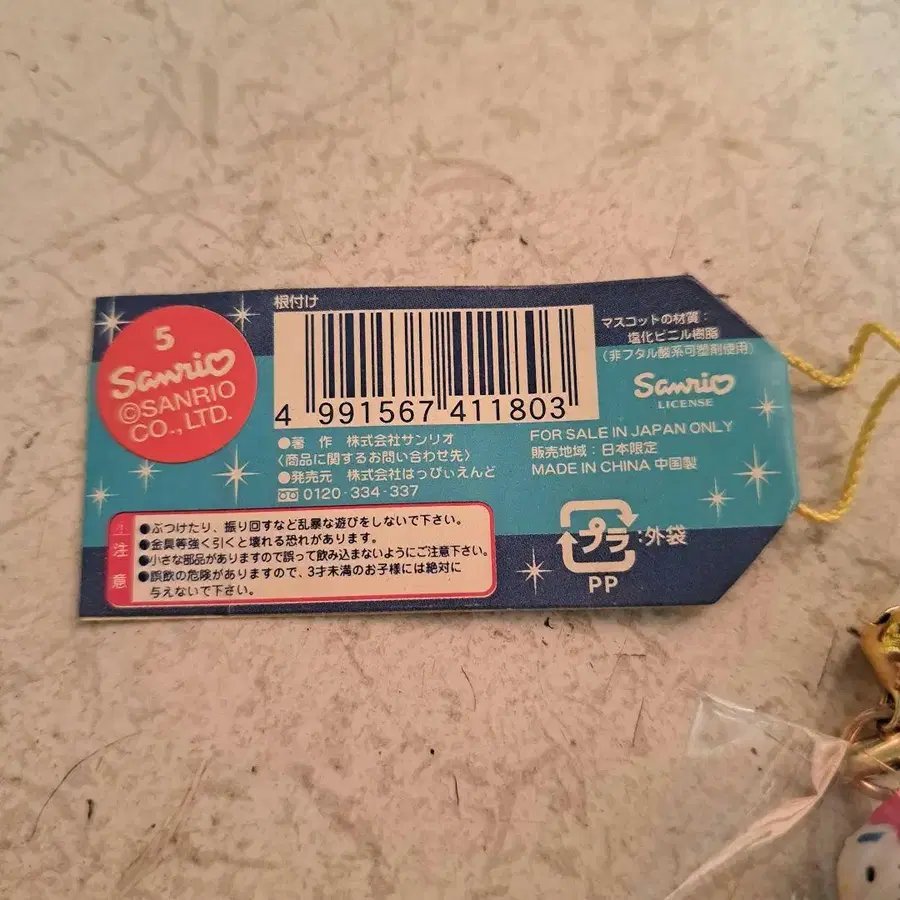 根付け
5
Sanrio
©SANRIO
CO., LTD.
4 991567 411803
マスコットの材質:
塩化ビニル樹脂
(非フタル酸系可塑剤使用)
Sanrio
LICENSE
●著 作 株式会社サンリオ
〈商品に関するお問い合わせ先〉
●発売元 株式会社はっぴぃえんど
0120-334-337
FOR SALE IN JAPAN ONLY
販売地域：日本限定
MADE IN CHINA 中国製
注意
●ぶつけたり、振り回すなど乱暴な遊びをしないで下さい。
●金具等強く引くと壊れる恐れがあります。
●小さな部品がありますので誤って飲み込まないようにご注意下さい。
●誤飲の危険がありますので、3才未満のお子様には絶対に
与えないで下さい。
プラ :外袋
PP